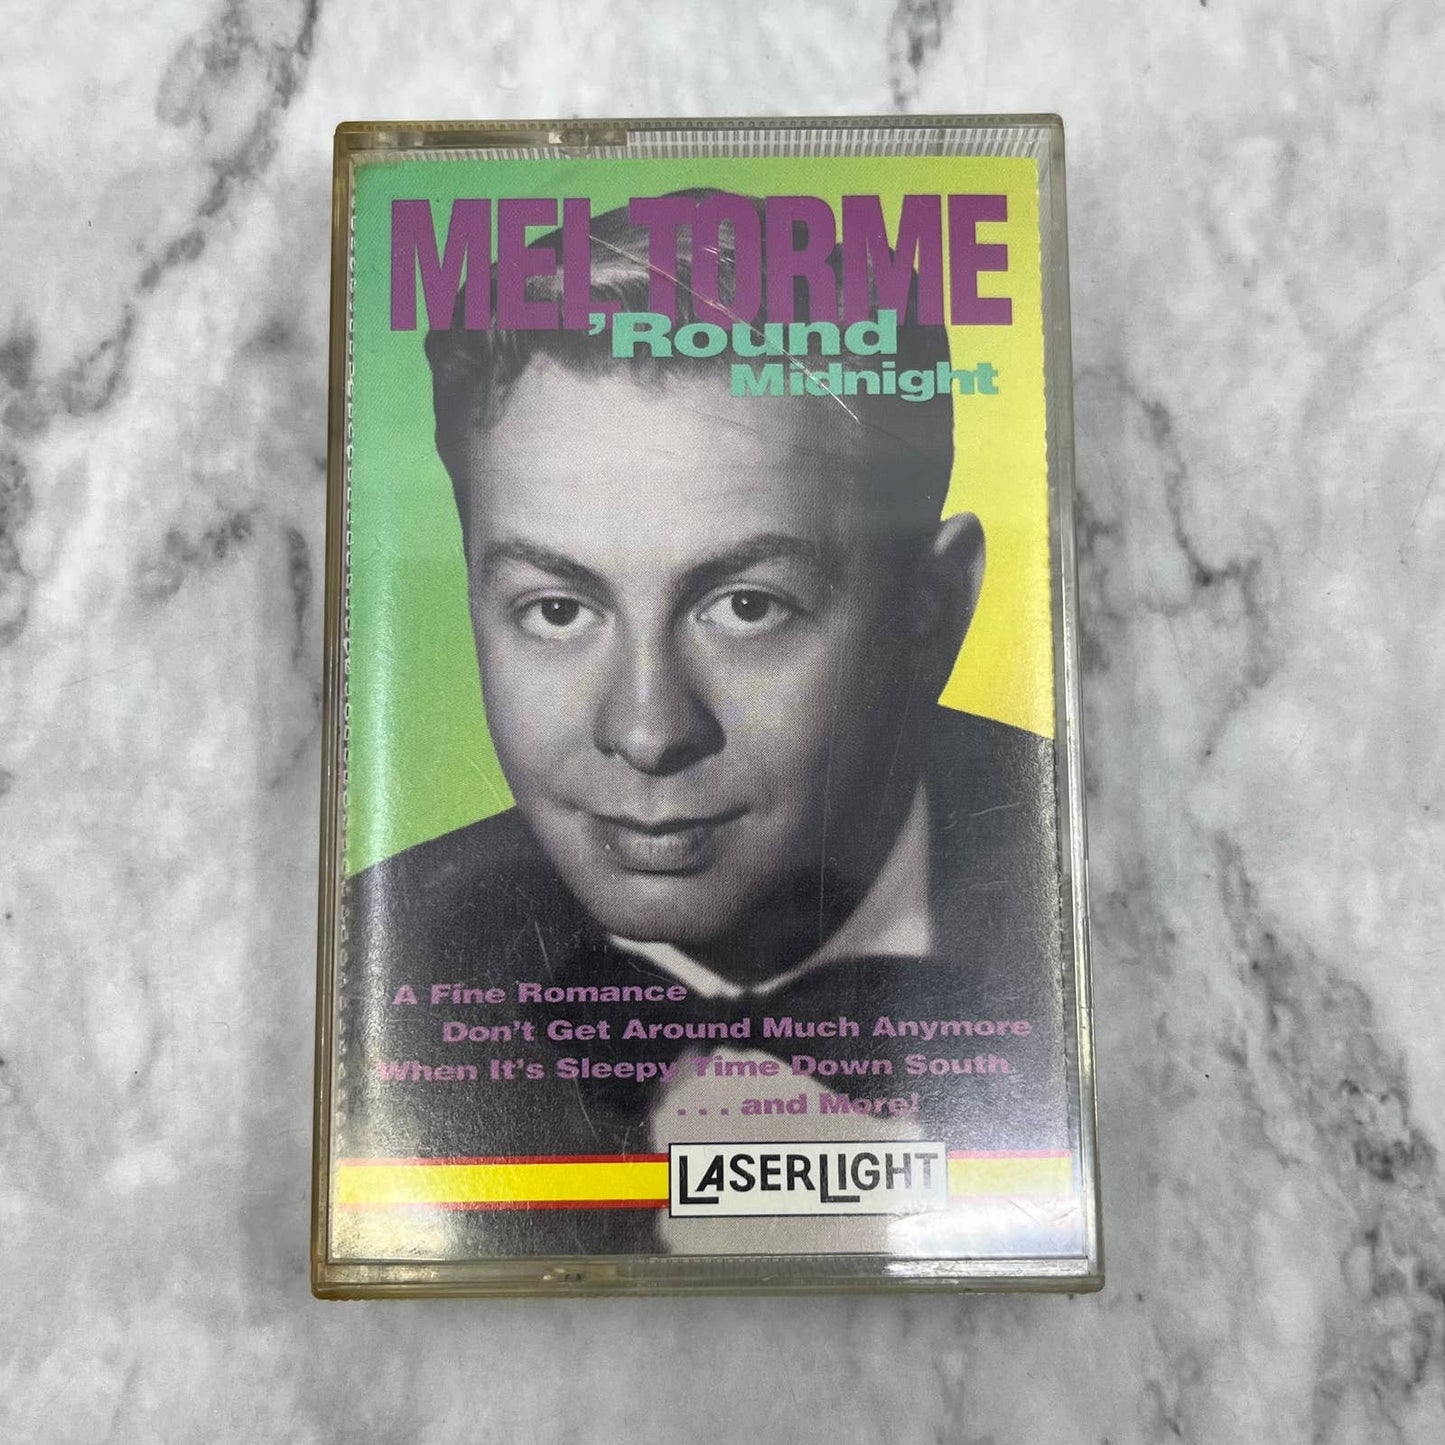 MEL TORME
'Round
Midnight
A Fine Romance
Don't Get Around Much Anymore
When It's Sleepy Time Down South
...and More!
LASERLIGHT